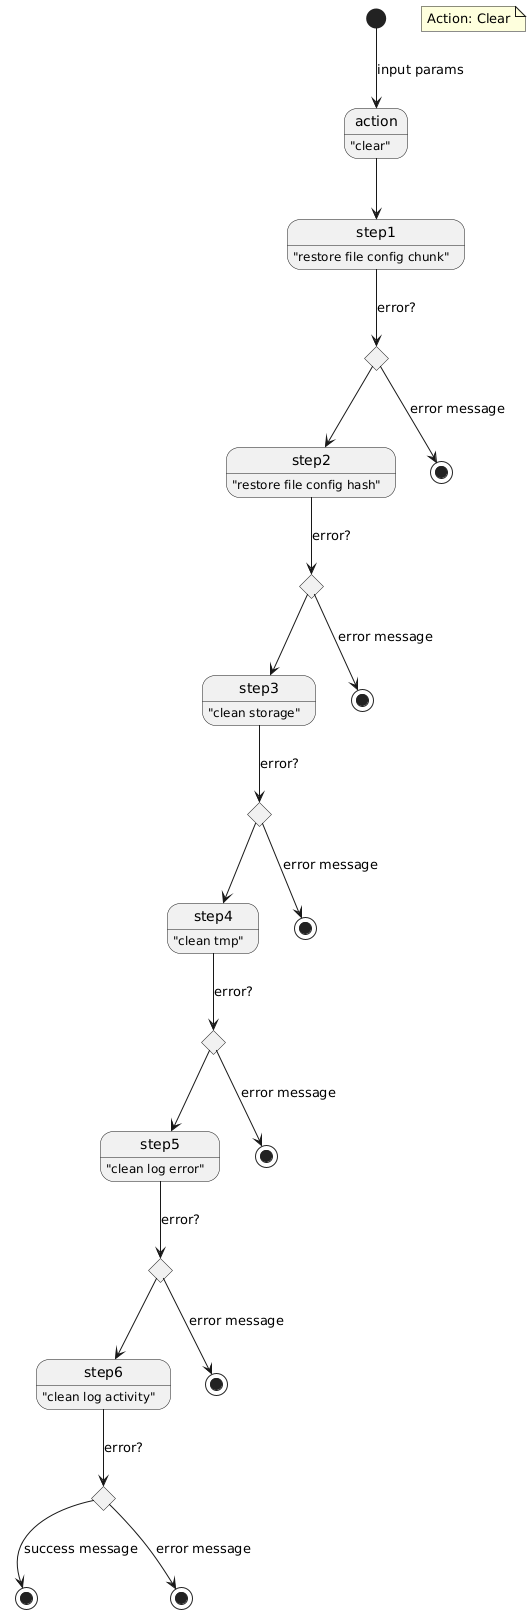 Action: Clear
input params
action
"clear"
step1
"restore file config chunk"
error?
error message
step2
"restore file config hash"
error?
error message
step3
"clean storage"
error?
error message
step4
"clean tmp"
error?
error message
step5
"clean log error"
error?
error message
step6
"clean log activity"
error?
success message
error message